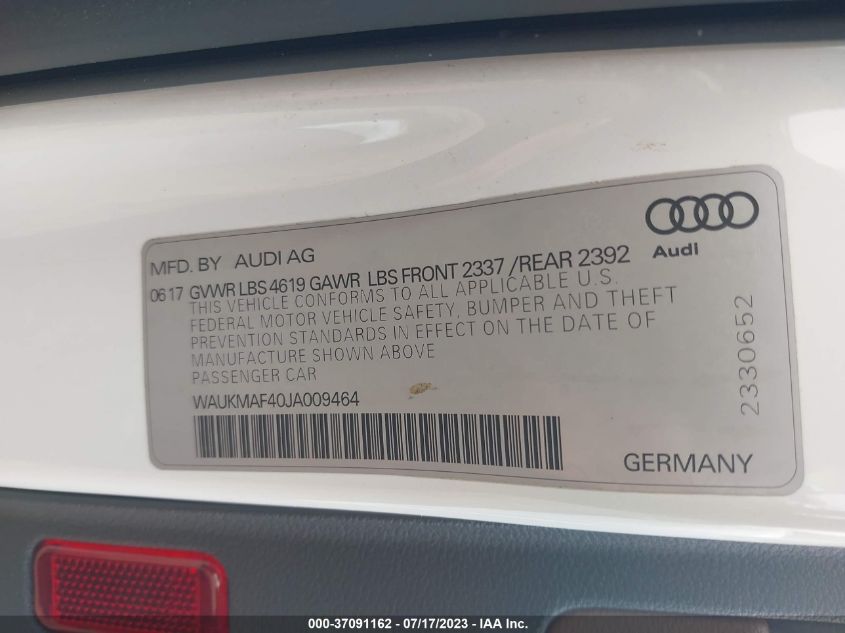 Audi
MFD. BY AUDI AG
06 17 GVWR LBS 4619 GAWR LBS FRONT 2337 /REAR 2392
THIS VEHICLE CONFORMS TO ALL APPLICABLE U.S.
FEDERAL MOTOR VEHICLE SAFETY, BUMPER AND THEFT
PREVENTION STANDARDS IN EFFECT ON THE DATE OF
MANUFACTURE SHOWN ABOVE
PASSENGER CAR
WAUKMAF40JA009464
GERMANY
2330652
000-37091162 - 07/17/2023 - IAA Inc.